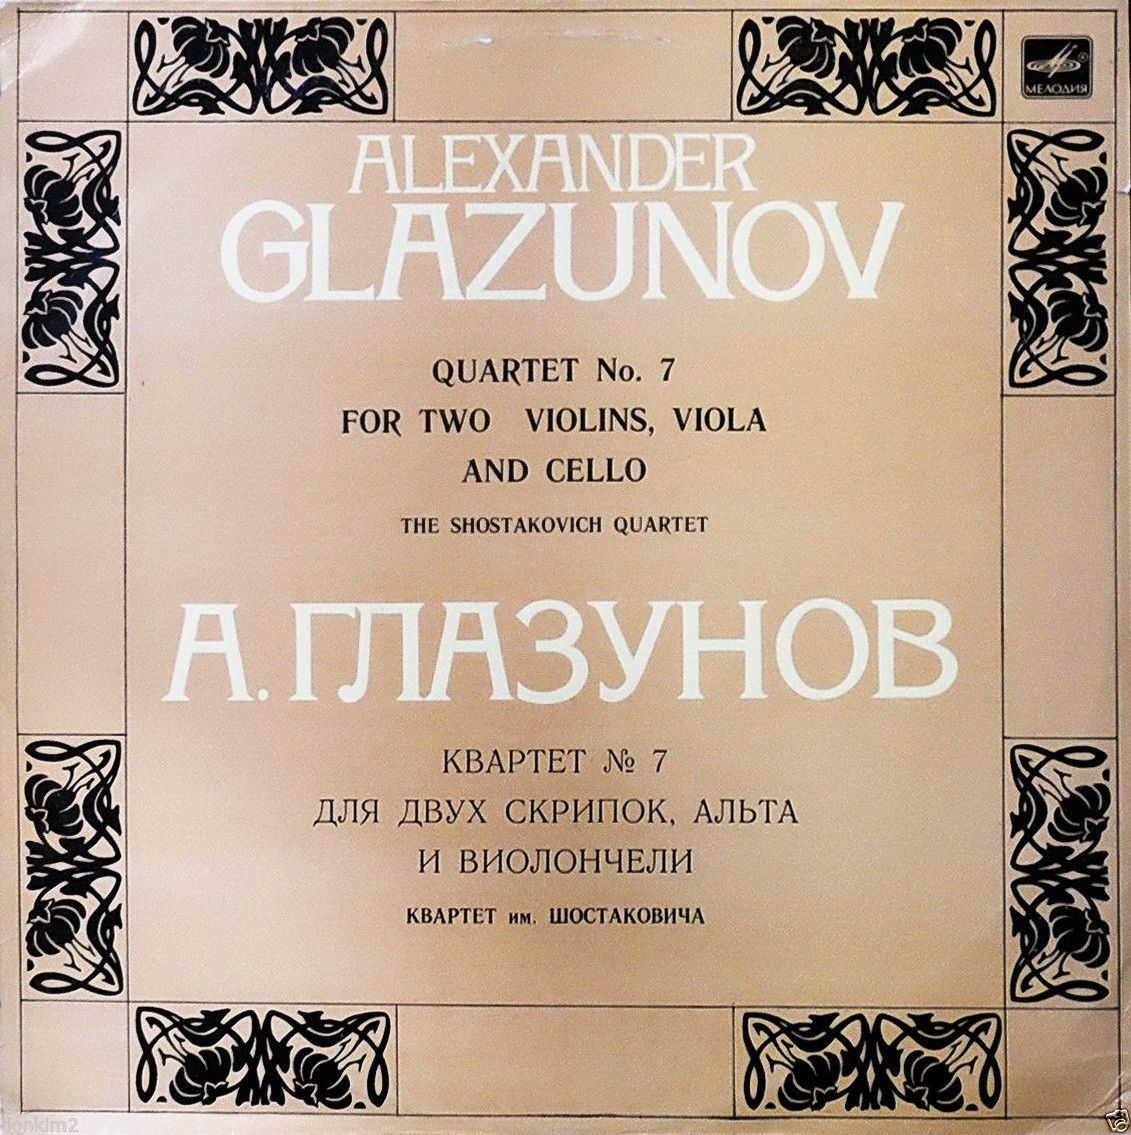 МЕЛОДИЯ
ALEXANDER
GLAZUNOV
QUARTET No. 7
FOR TWO VIOLINS, VIOLA
AND CELLO
THE SHOSTAKOVICH QUARTET
А. ГЛАЗУНОВ
КВАРТЕТ № 7
ДЛЯ ДВУХ СКРИПОК, АЛЬТА
И ВИОЛОНЧЕЛИ
КВАРТЕТ им. ШОСТАКОВИЧА
donkim2